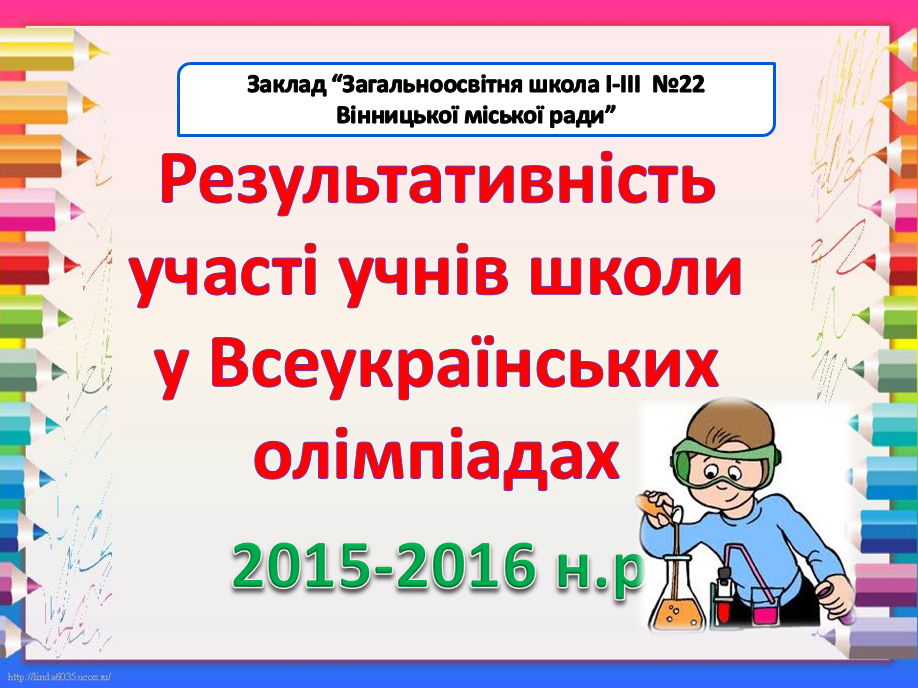 Заклад “Загальноосвітня школа І-ІІІ №22
Вінницької міської ради”
Результативність
участі учнів школи
у Всеукраїнських
олімпіадах
2015-2016 н.р
http://linda6035.ucoz.ru/